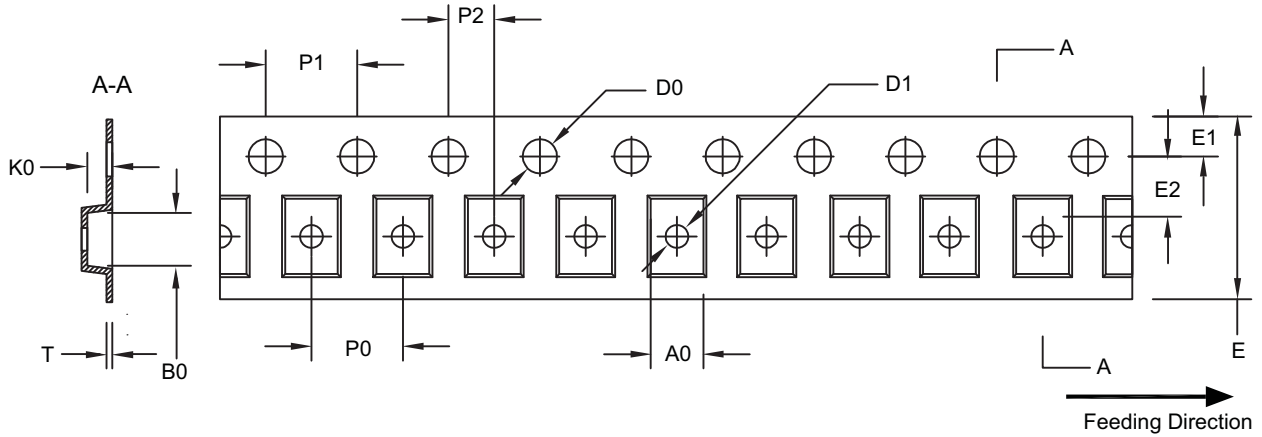 P2
A
P1
A-A
D0
D1
E1
K0
E2
P0
A0
T
B0
E
A
Feeding Direction